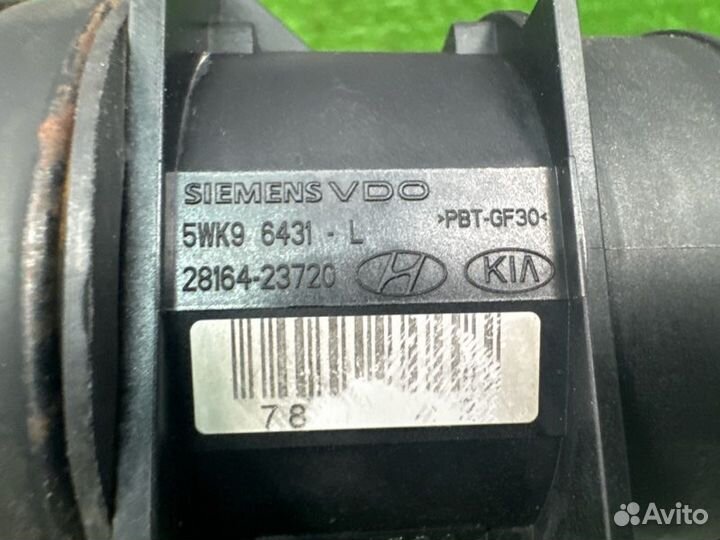 SIEMENS VDO
5WK9 6431 - L
>PBT-GF30<
28164-23720
KIA
78
Avito